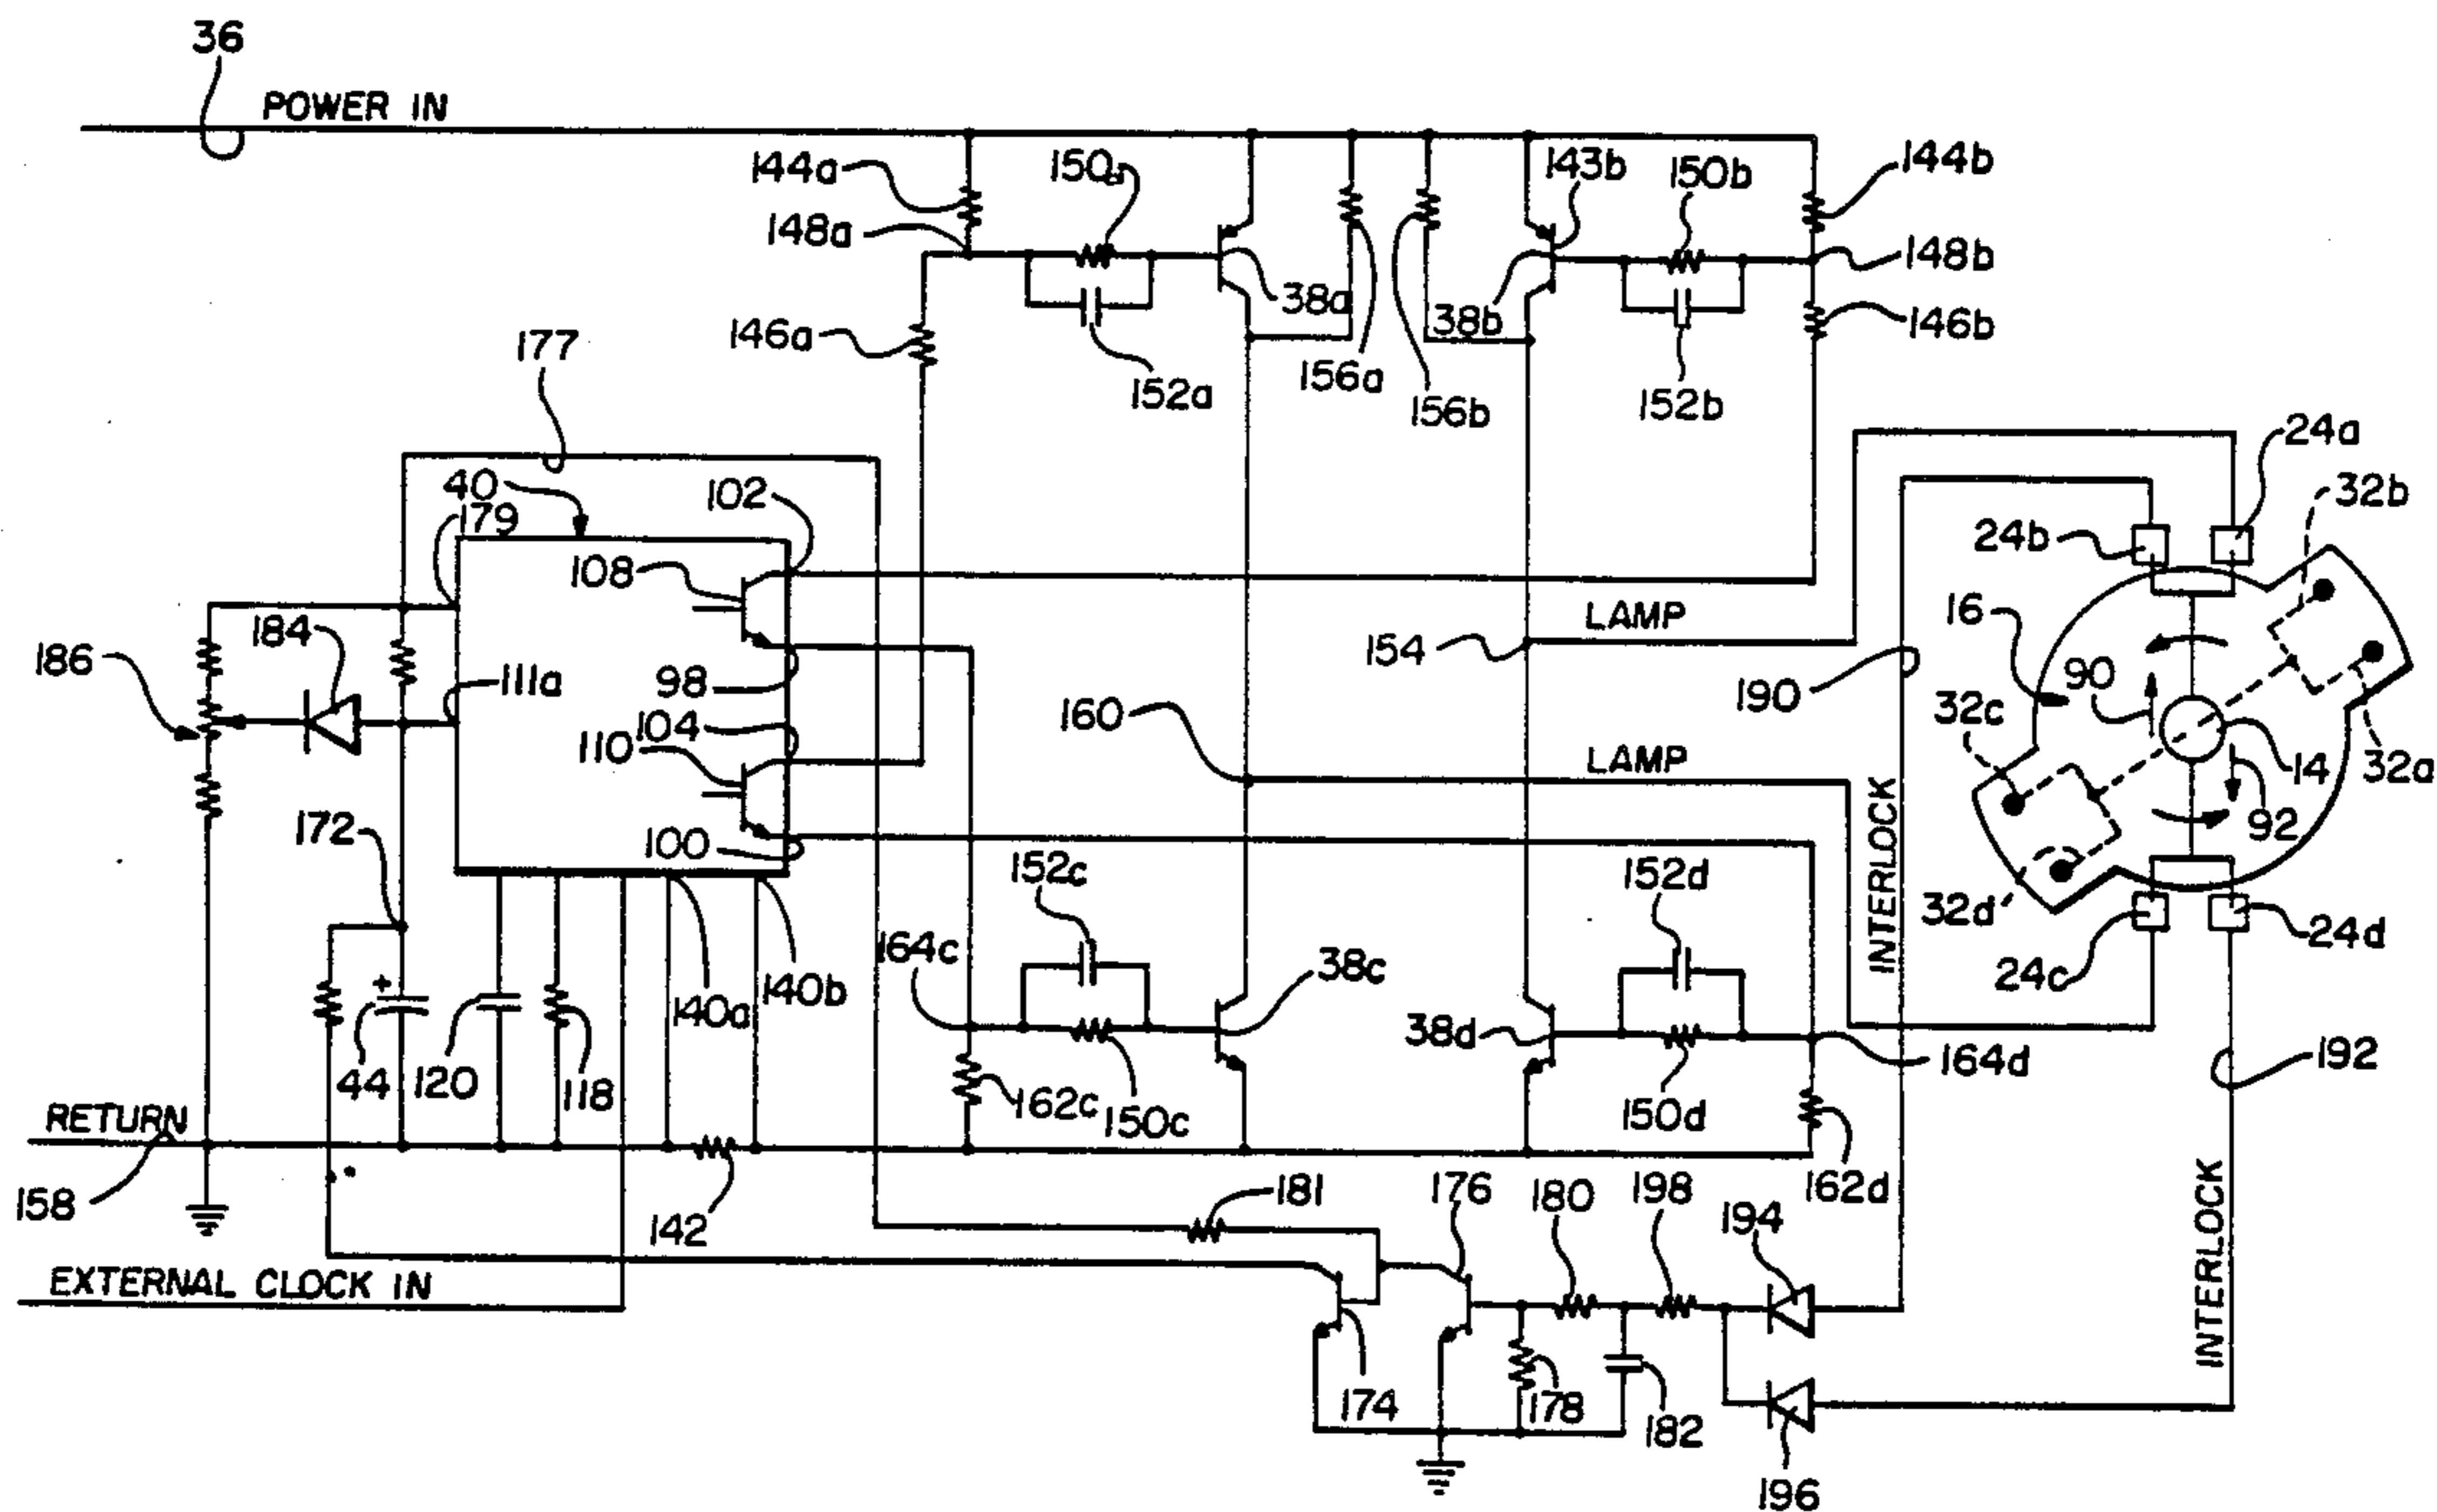 36
POWER IN
144a
150a
143b
150b
144b
148a
148b
38a
38b
146a
146b
177
152a
156a
156b
152b
24a
40
102
32b
179
108
24b
LAMP
16
184
186
154
111a
98
90
190
32c
104
160
110
LAMP
14
32a
172
INTERLOCK
92
100
152c
152d
32d
164c
38c
24d
140a
140b
24c
38d
164d
192
44
120
118
162c
150c
150d
RETURN
158
181
176
180
198
162d
142
194
EXTERNAL CLOCK IN
INTERLOCK
174
178
182
196